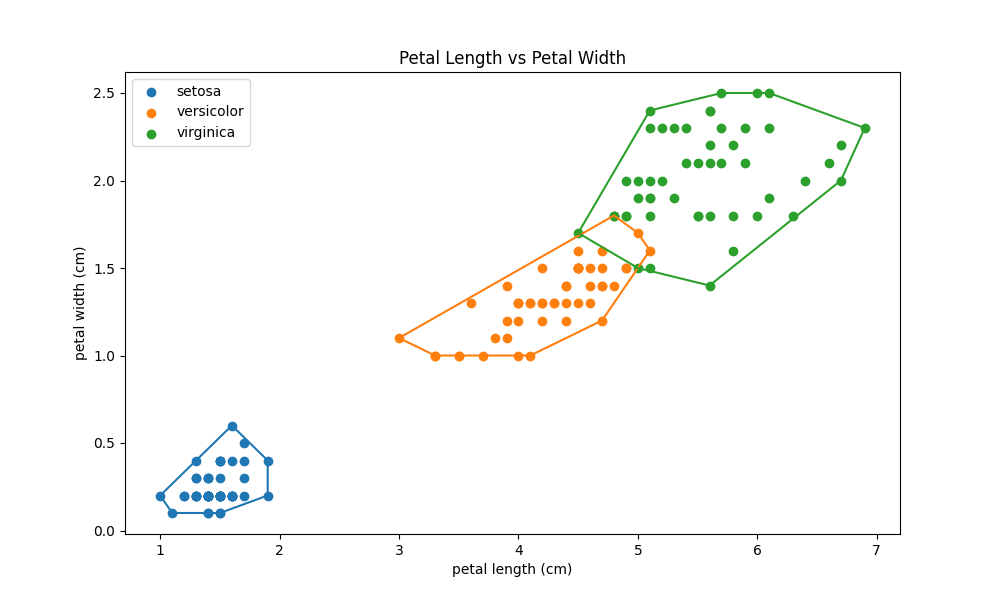 Petal Length vs Petal Width
setosa
versicolor
virginica
2.5
2.0
1.5
1.0
0.5
0.0
petal width (cm)
1 2 3 4 5 6 7
petal length (cm)